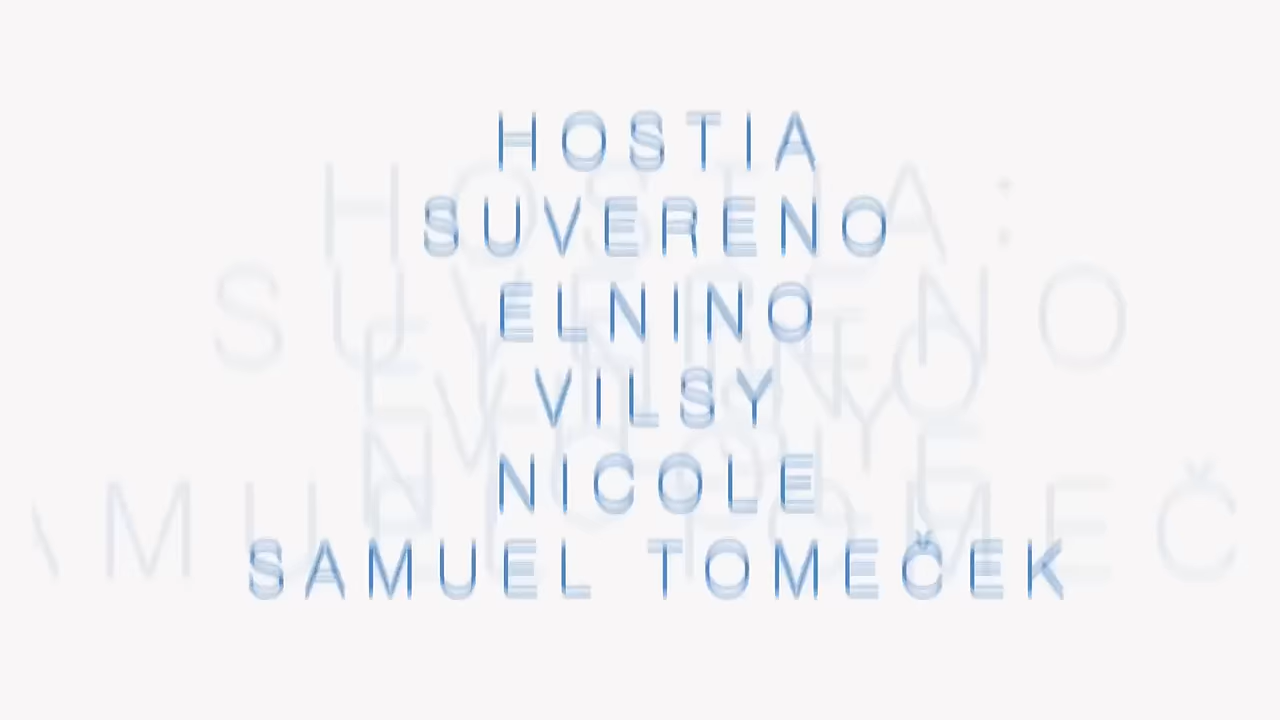 HOSTIA
SUVERENO
ELNINO
VILSY
NICOLE
SAMUEL TOMEČEK